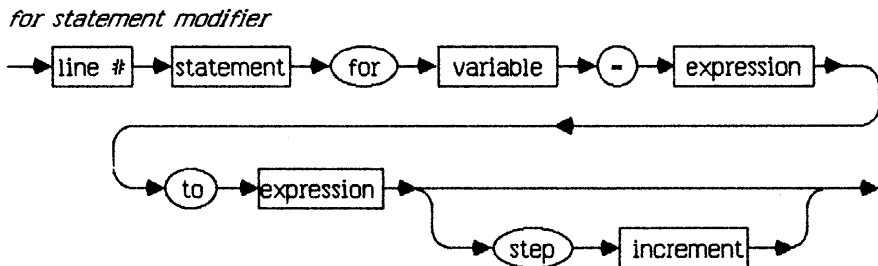 for statement modifier
line # statement for variable = expression
to expression
step increment